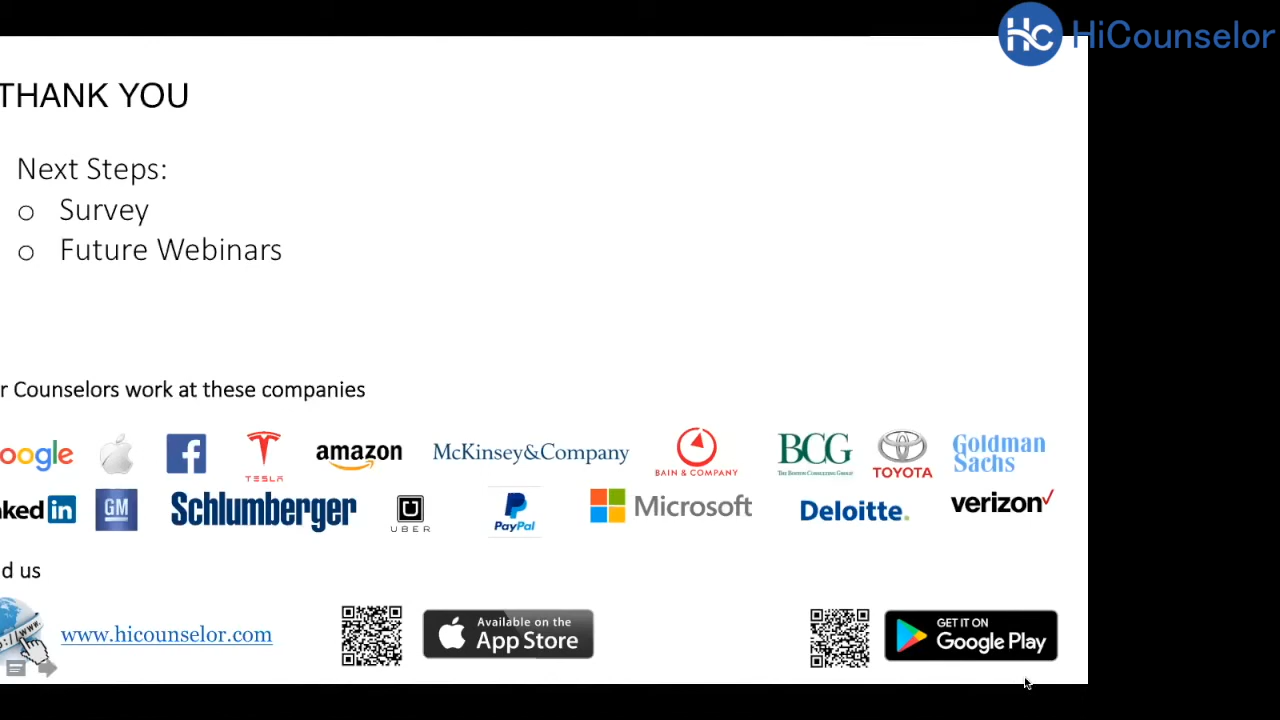 HiCounselor
THANK YOU
Next Steps:
o Survey
o Future Webinars
r Counselors work at these companies
oogle
TESLA
amazon
McKinsey&Company
BAIN & COMPANY
BCG
THE BOSTON CONSULTING GROUP
TOYOTA
Goldman
Sachs
ked in
GM
Schlumberger
UBER
PayPal
Microsoft
Deloitte.
verizon✓
d us
www.hicounselor.com
Available on the
App Store
GET IT ON
Google Play